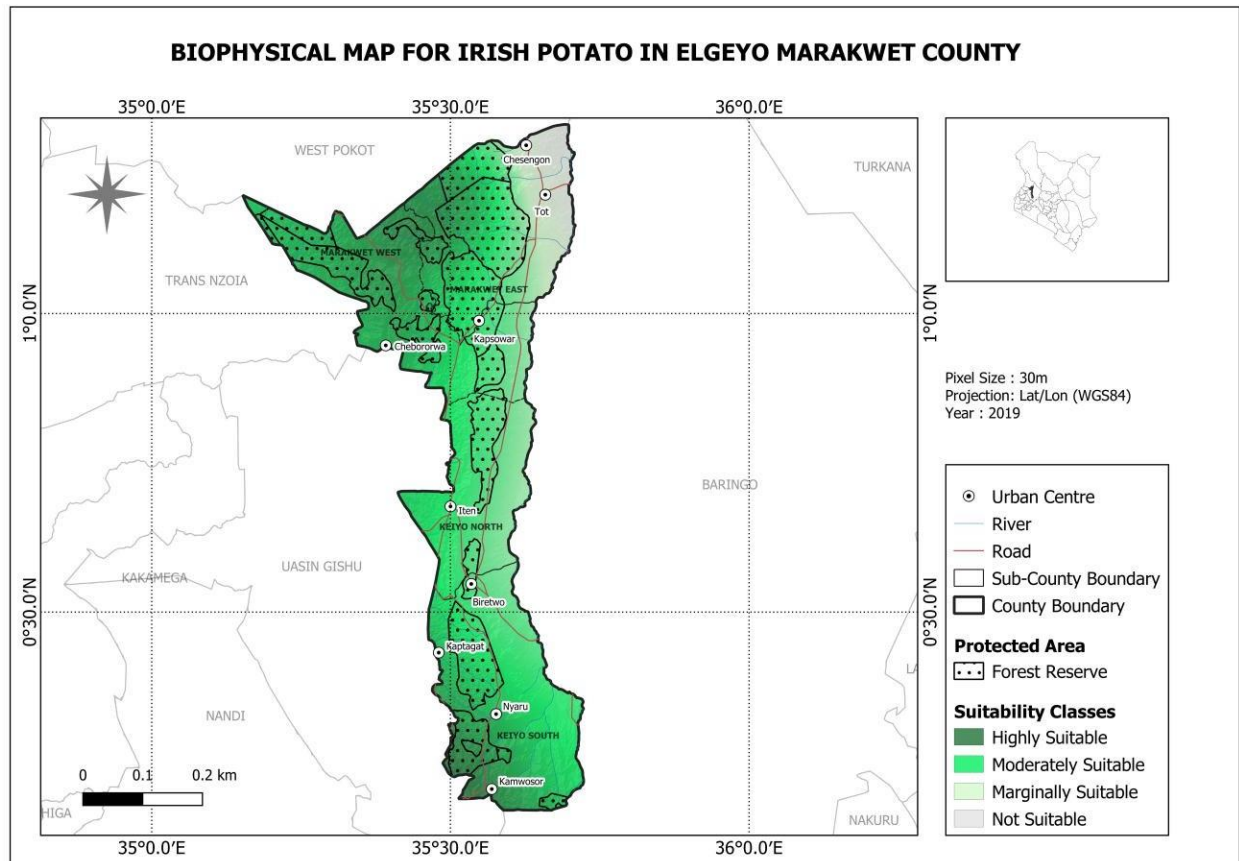 BIOPHYSICAL MAP FOR IRISH POTATO IN ELGEYO MARAKWET COUNTY
35°0.0′E 35°30.0′E 36°0.0′E
WEST POKOT
TURKANA
Chesengon
Tot
MARAKWET WEST
TRANS NZOIA
MARAKWET EAST
1°0.0′N
1°0.0′N
Kapsowar
Chebororwa
Pixel Size : 30m
Projection: Lat/Lon (WGS84)
Year : 2019
BARINGO
Iten
KEIYO NORTH
UASIN GISHU
KAKAMEGA
Biretwo
0°30.0′N
0°30.0′N
Kaptagat
NANDI
Nyaru
KEIYO SOUTH
Kamwosor
0 0.1 0.2 km
HIGA
NAKURU
LA
Urban Centre
River
Road
Sub-County Boundary
County Boundary
Protected Area
Forest Reserve
Suitability Classes
Highly Suitable
Moderately Suitable
Marginally Suitable
Not Suitable
35°0.0′E 35°30.0′E 36°0.0′E